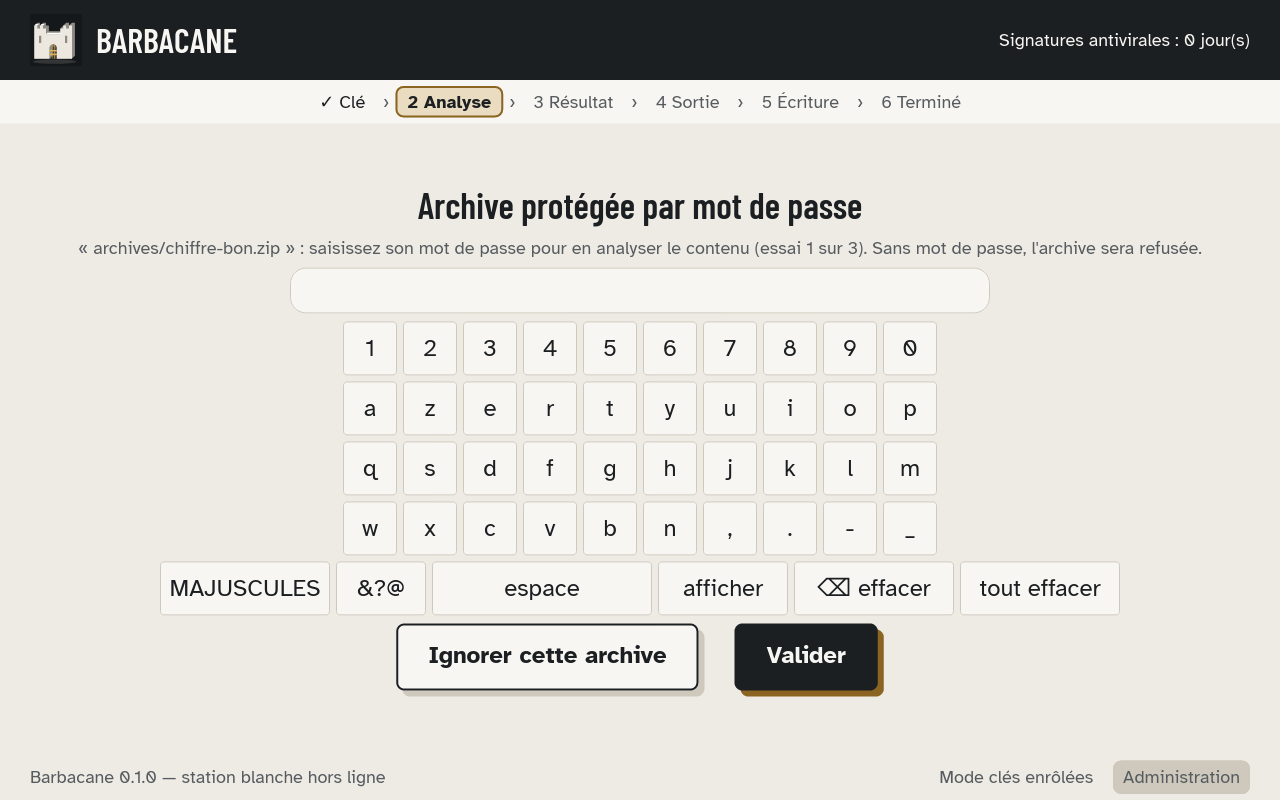 BARBACANE
Signatures antivirales : 0 jour(s)
✓ Clé › 2 Analyse › 3 Résultat › 4 Sortie › 5 Écriture › 6 Terminé
Archive protégée par mot de passe
« archives/chiffre-bon.zip » : saisissez son mot de passe pour en analyser le contenu (essai 1 sur 3). Sans mot de passe, l'archive sera refusée.
1 2 3 4 5 6 7 8 9 0
a z e r t y u i o p
q s d f g h j k l m
w x c v b n , . - _
MAJUSCULES &?@ espace afficher ⌫ effacer tout effacer
Ignorer cette archive Valider
Barbacane 0.1.0 — station blanche hors ligne
Mode clés enrôlées Administration